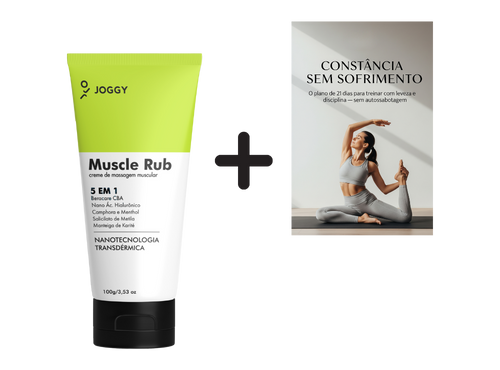 JOGGY
Muscle Rub
creme de massagem muscular
5 EM 1
Beracare CBA
Nano Ác. Hialurônico
Camphora e Menthol
Salicilato de Metila
Manteiga de Karité
NANOTECNOLOGIA
TRANSDÉRMICA
100g/3,53 oz
CONSTÂNCIA
SEM SOFRIMENTO
O plano de 21 dias para treinar com leveza e
disciplina — sem autossabotagem